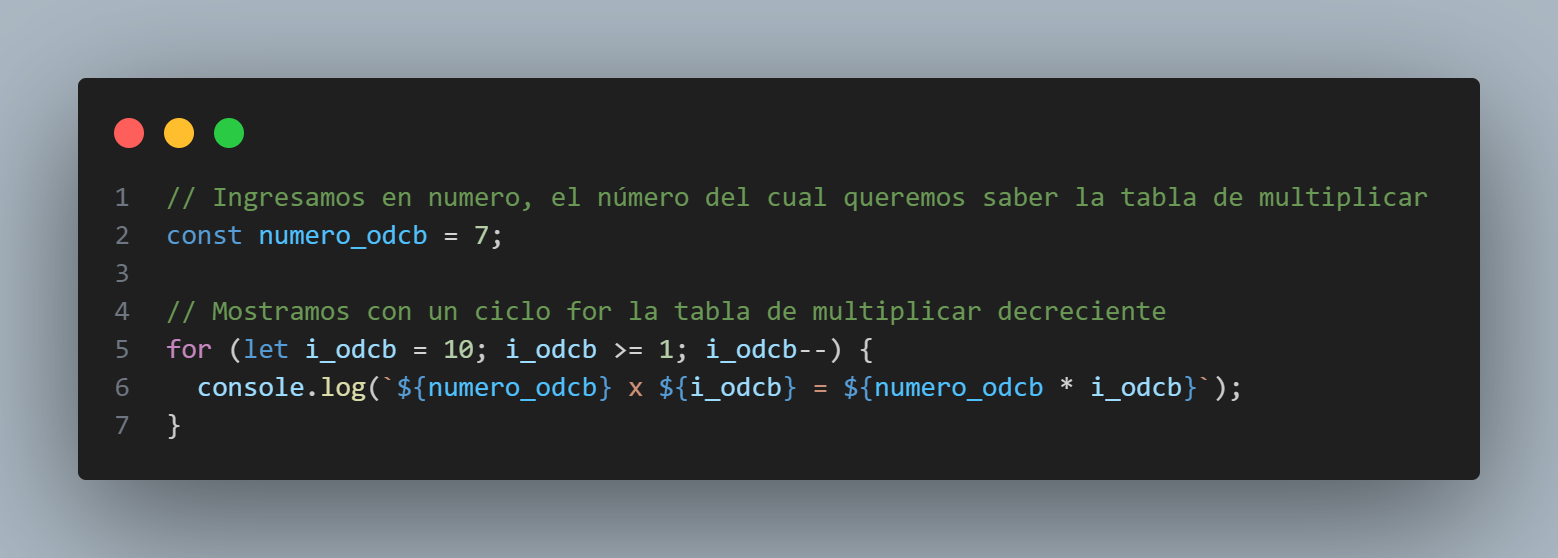 1 // Ingresamos en numero, el número del cual queremos saber la tabla de multiplicar
2 const numero_odcb = 7;
3
4 // Mostramos con un ciclo for la tabla de multiplicar decreciente
5 for (let i_odcb = 10; i_odcb >= 1; i_odcb--) {
6   console.log(`${numero_odcb} x ${i_odcb} = ${numero_odcb * i_odcb}`);
7 }